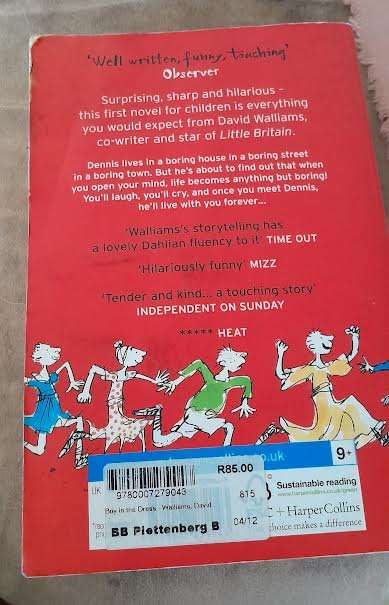 'Well written, funny, touching'
Observer
Surprising, sharp and hilarious –
this first novel for children is everything
you would expect from David Walliams,
co-writer and star of Little Britain.
Dennis lives in a boring house in a boring street
in a boring town. But he's about to find out that when
you open your mind, life becomes anything but boring!
You'll laugh, you'll cry, and once you meet Dennis,
he'll live with you forever...
'Walliams's storytelling has
a lovely Dahlian fluency to it' TIME OUT
'Hilariously funny' MIZZ
'Tender and kind... a touching story'
INDEPENDENT ON SUNDAY
***** HEAT
.co.uk
9+
UK
R85.00
9780007279043
815
Boy in the Dress : Walliams, David
04/12
BB Plettenberg B
Sustainable reading
www.harpercollins.co.uk/green
+ HarperCollins
choice makes a difference